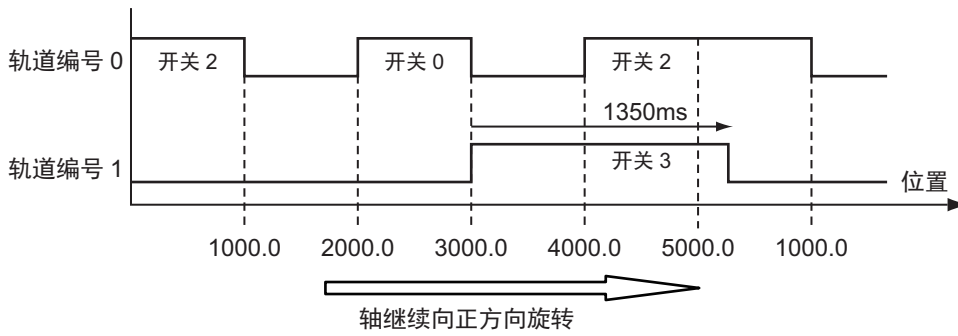 轨道编号 0
开关 2
开关 0
开关 2
1350ms
轨道编号 1
开关 3
位置
1000.0
2000.0
3000.0
4000.0
5000.0
1000.0
轴继续向正方向旋转